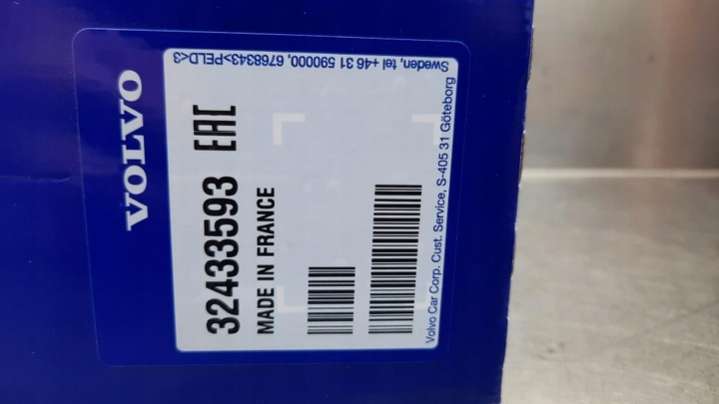 VOLVO
32433593 EAC
MADE IN FRANCE
Volvo Car Corp. Cust. Service, S-405 31 Göteborg
Sweden, tel +46 31 590000, 6768343>PELD<3